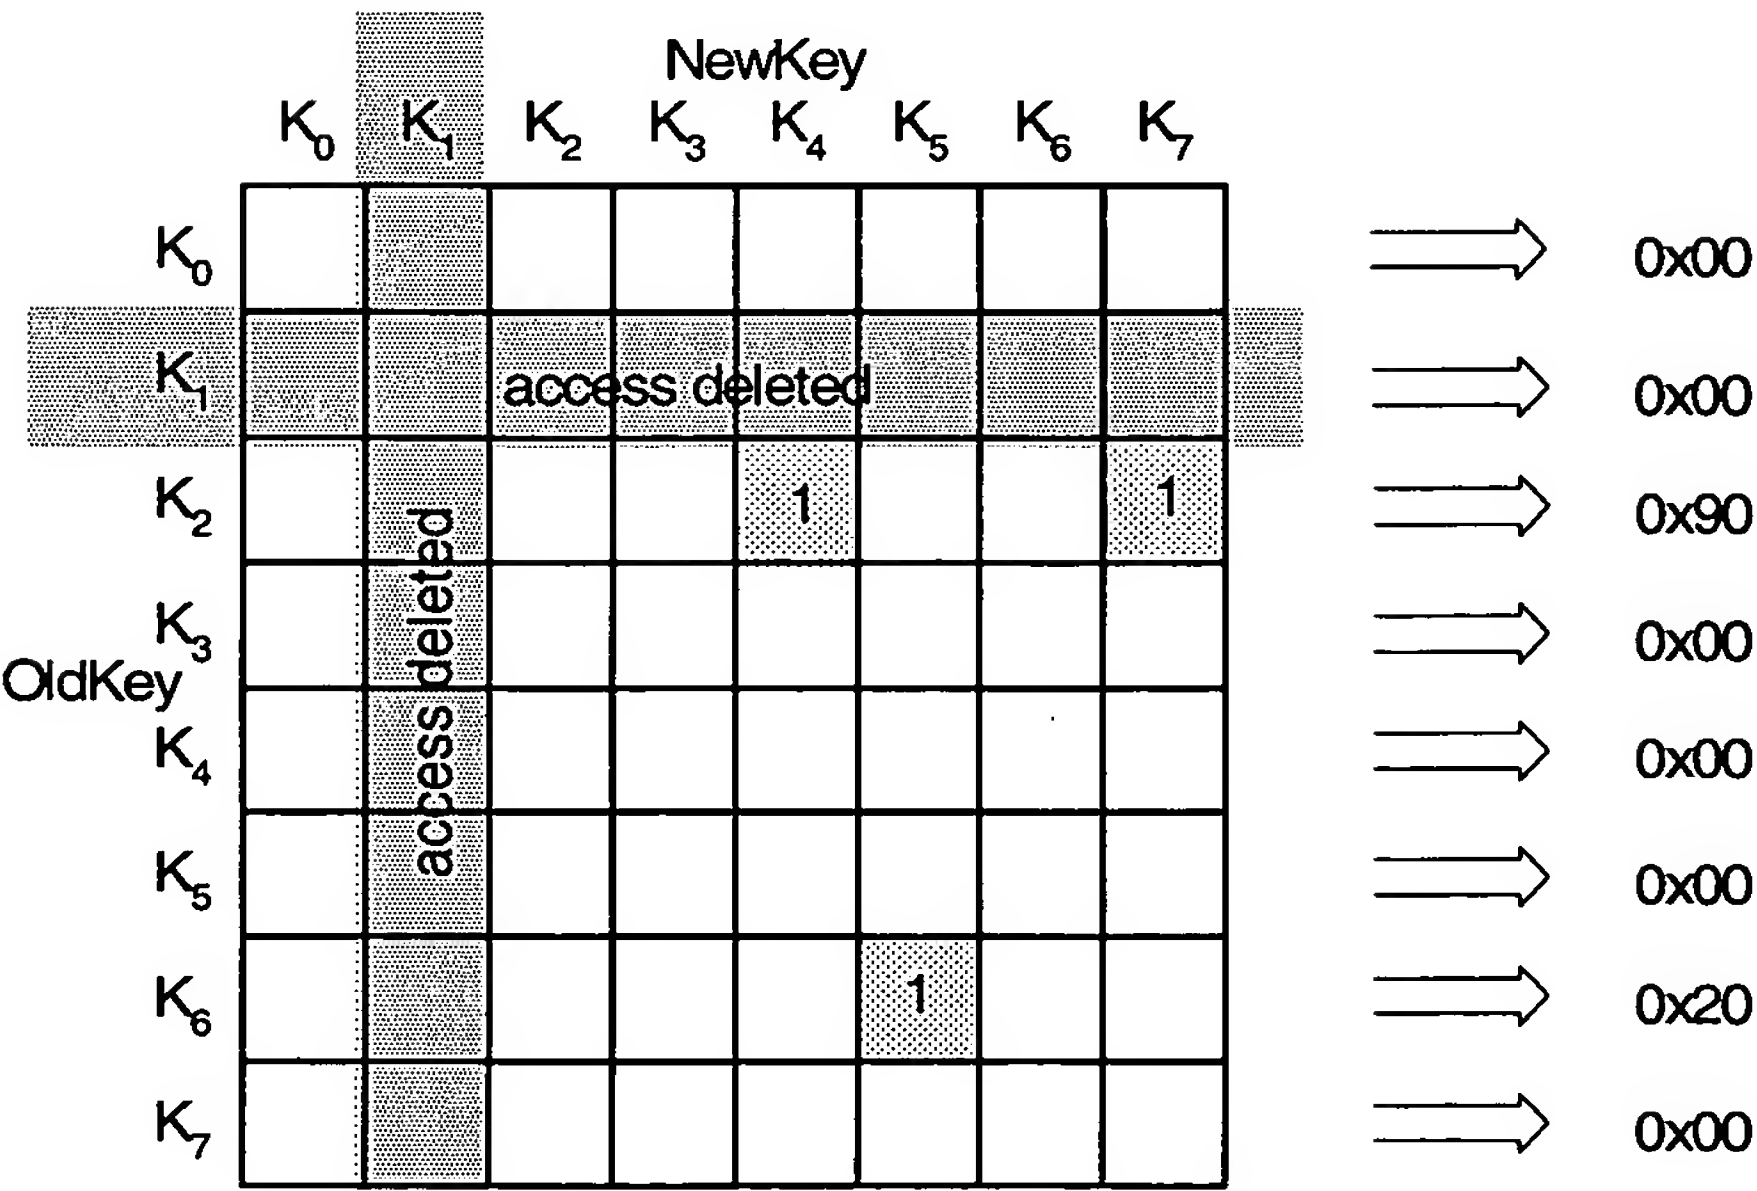 NewKey
K0 K1 K2 K3 K4 K5 K6 K7
K0 0x00
K1 access deleted 0x00
K2 1 1 0x90
K3 0x00
OldKey
K4 0x00
K5 0x00
K6 1 0x20
K7 0x00
access deleted